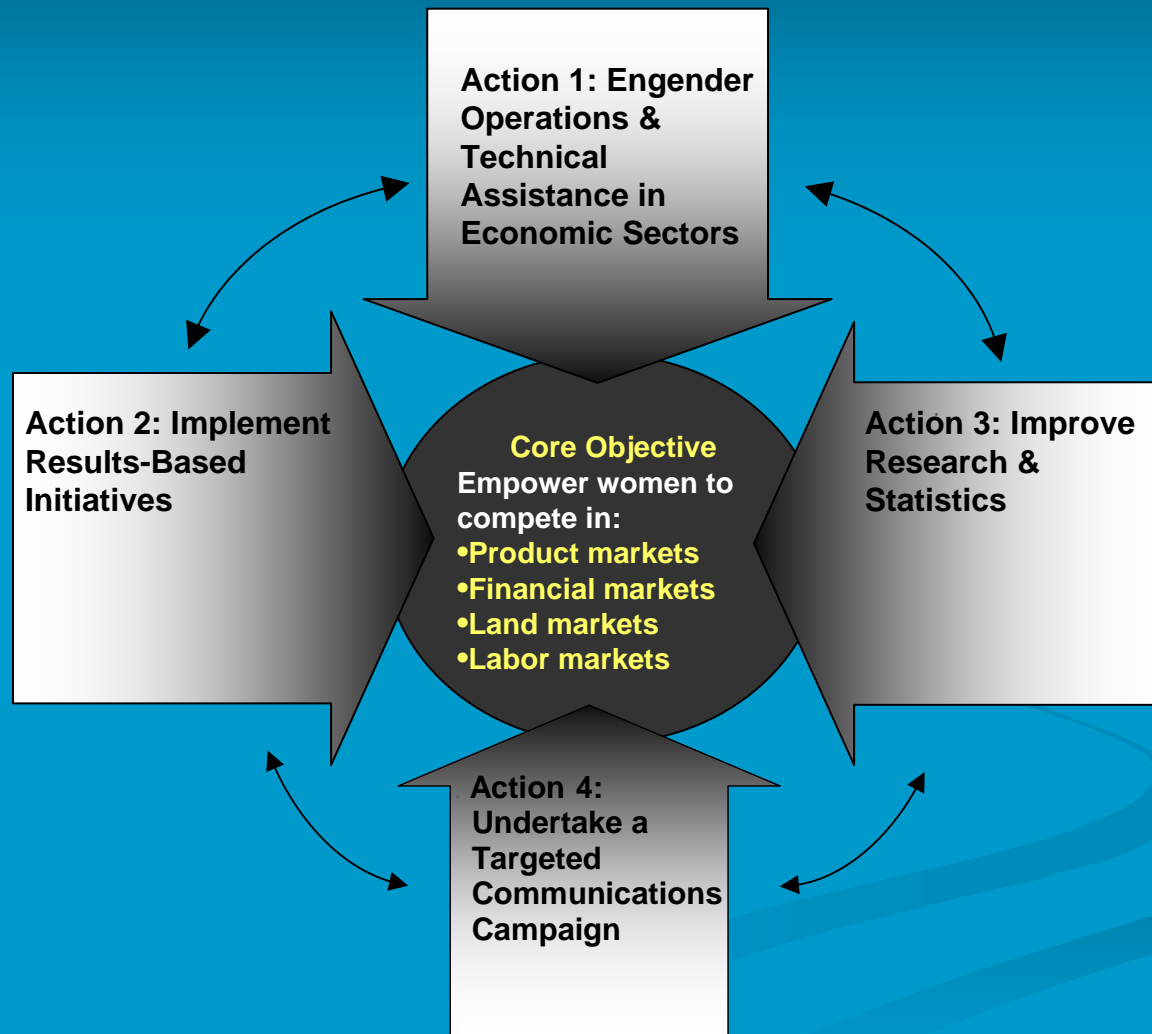 Action 1: Engender
Operations &
Technical
Assistance in
Economic Sectors
Action 2: Implement
Results-Based
Initiatives
Core Objective
Empower women to
compete in:
•Product markets
•Financial markets
•Land markets
•Labor markets
Action 3: Improve
Research &
Statistics
Action 4:
Undertake a
Targeted
Communications
Campaign